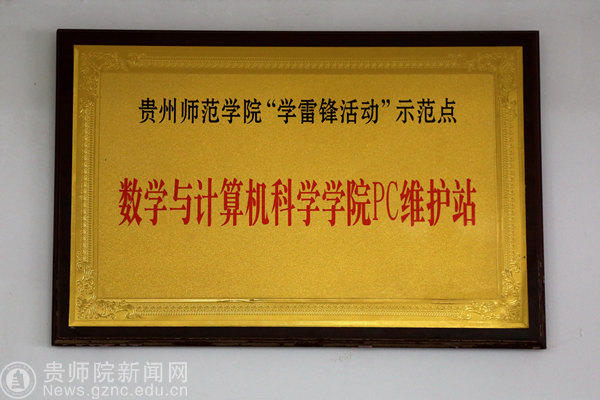 贵州师范学院“学雷锋活动”示范点
数学与计算机科学学院PC维护站
贵师院新闻网
News.gznc.edu.cn